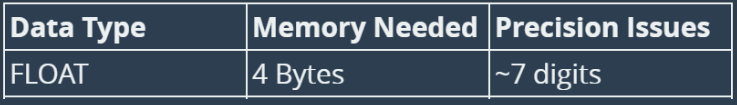 Data Type Memory Needed Precision Issues
FLOAT 4 Bytes ~7 digits